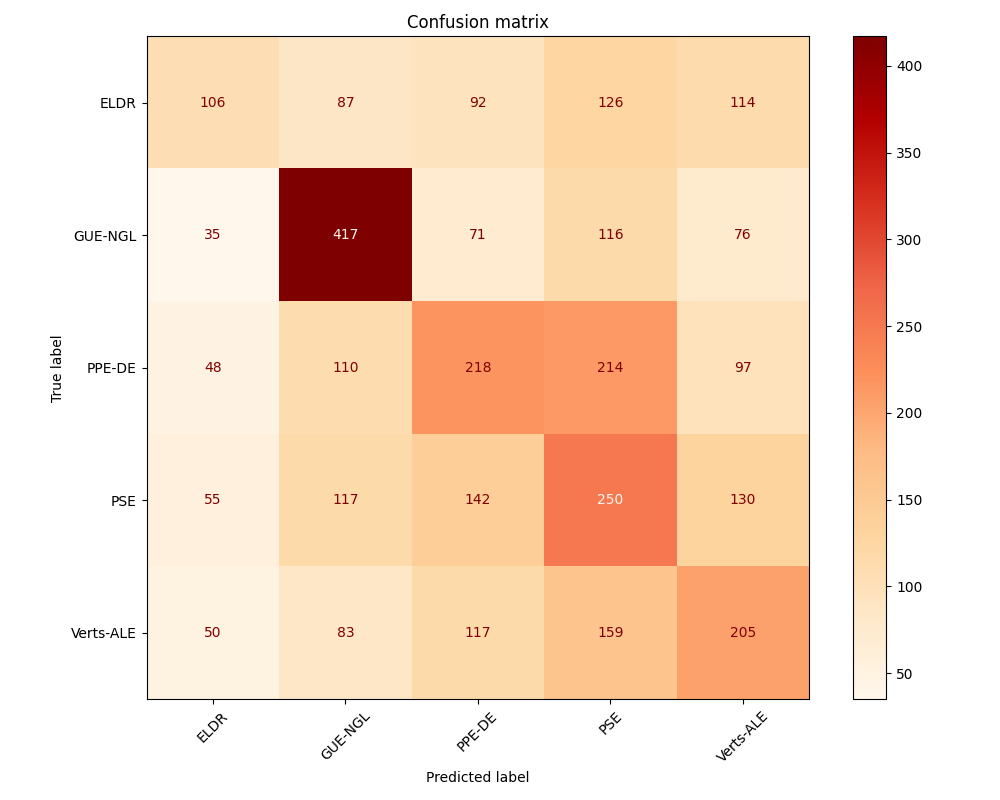 Confusion matrix
ELDR 106 87 92 126 114
GUE-NGL 35 417 71 116 76
PPE-DE 48 110 218 214 97
PSE 55 117 142 250 130
Verts-ALE 50 83 117 159 205
ELDR GUE-NGL PPE-DE PSE Verts-ALE
Predicted label
True label
400
350
300
250
200
150
100
50